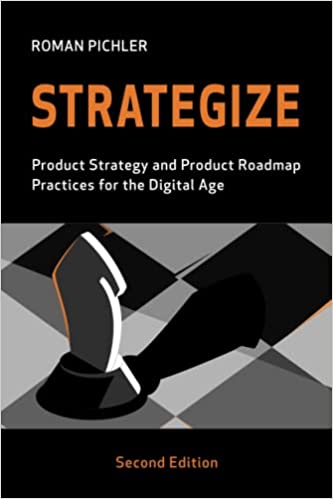 ROMAN PICHLER
STRATEGIZE
Product Strategy and Product Roadmap
Practices for the Digital Age
Second Edition